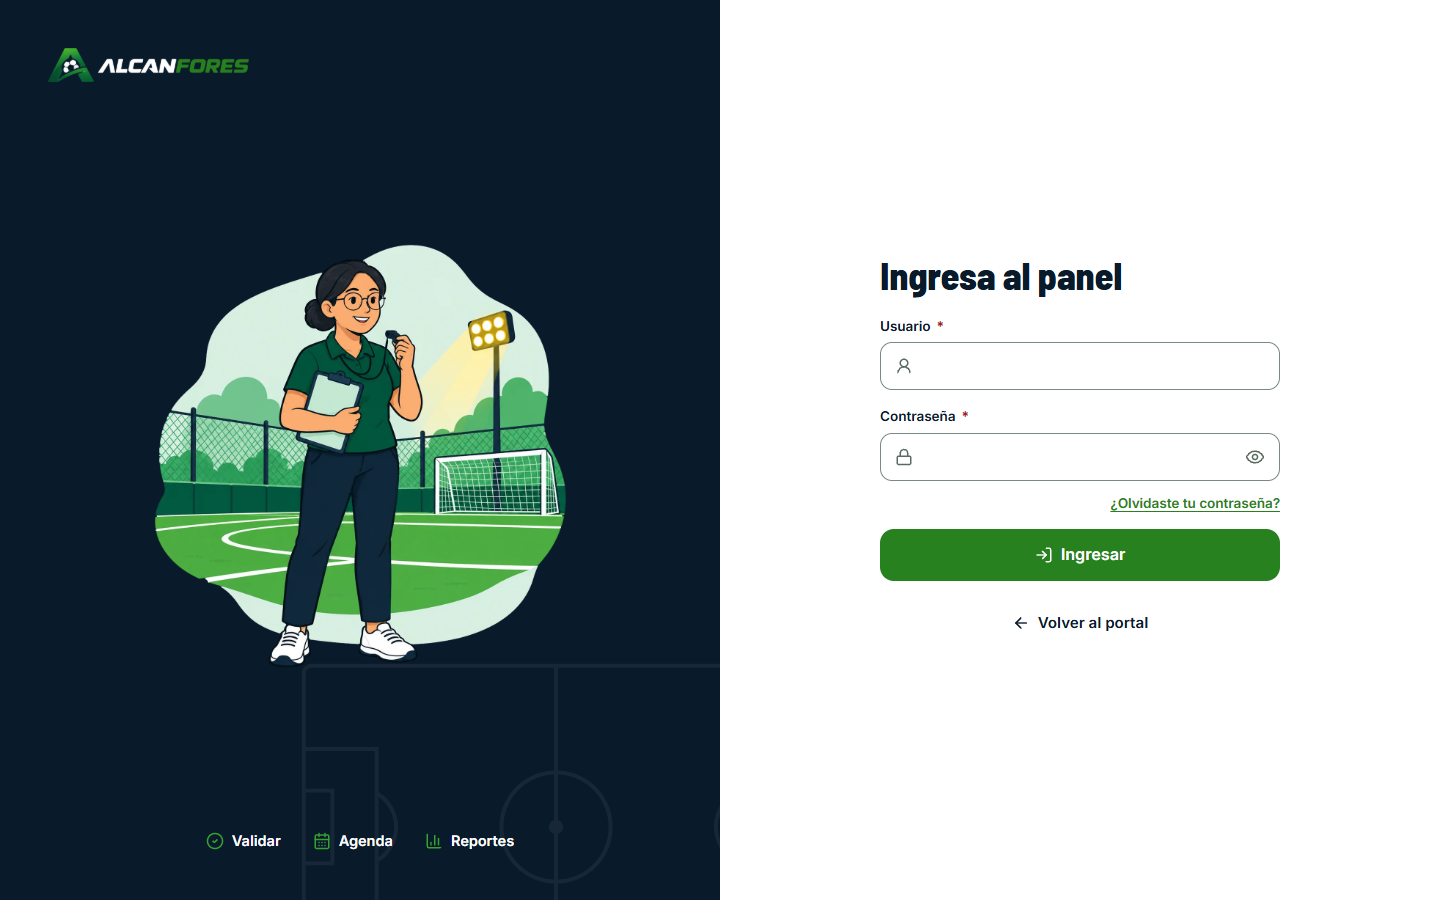 ALCANFORES
Validar
Agenda
Reportes
Ingresa al panel
Usuario *
Contraseña *
¿Olvidaste tu contraseña?
Ingresar
Volver al portal